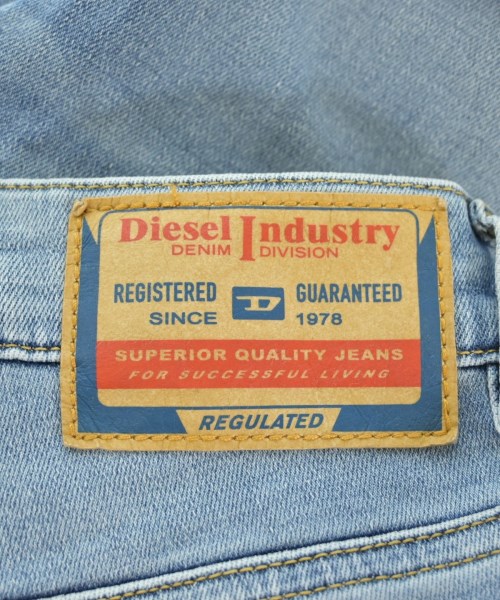 Diesel Industry
DENIM DIVISION
REGISTERED D GUARANTEED
SINCE 1978
SUPERIOR QUALITY JEANS
FOR SUCCESSFUL LIVING
REGULATED